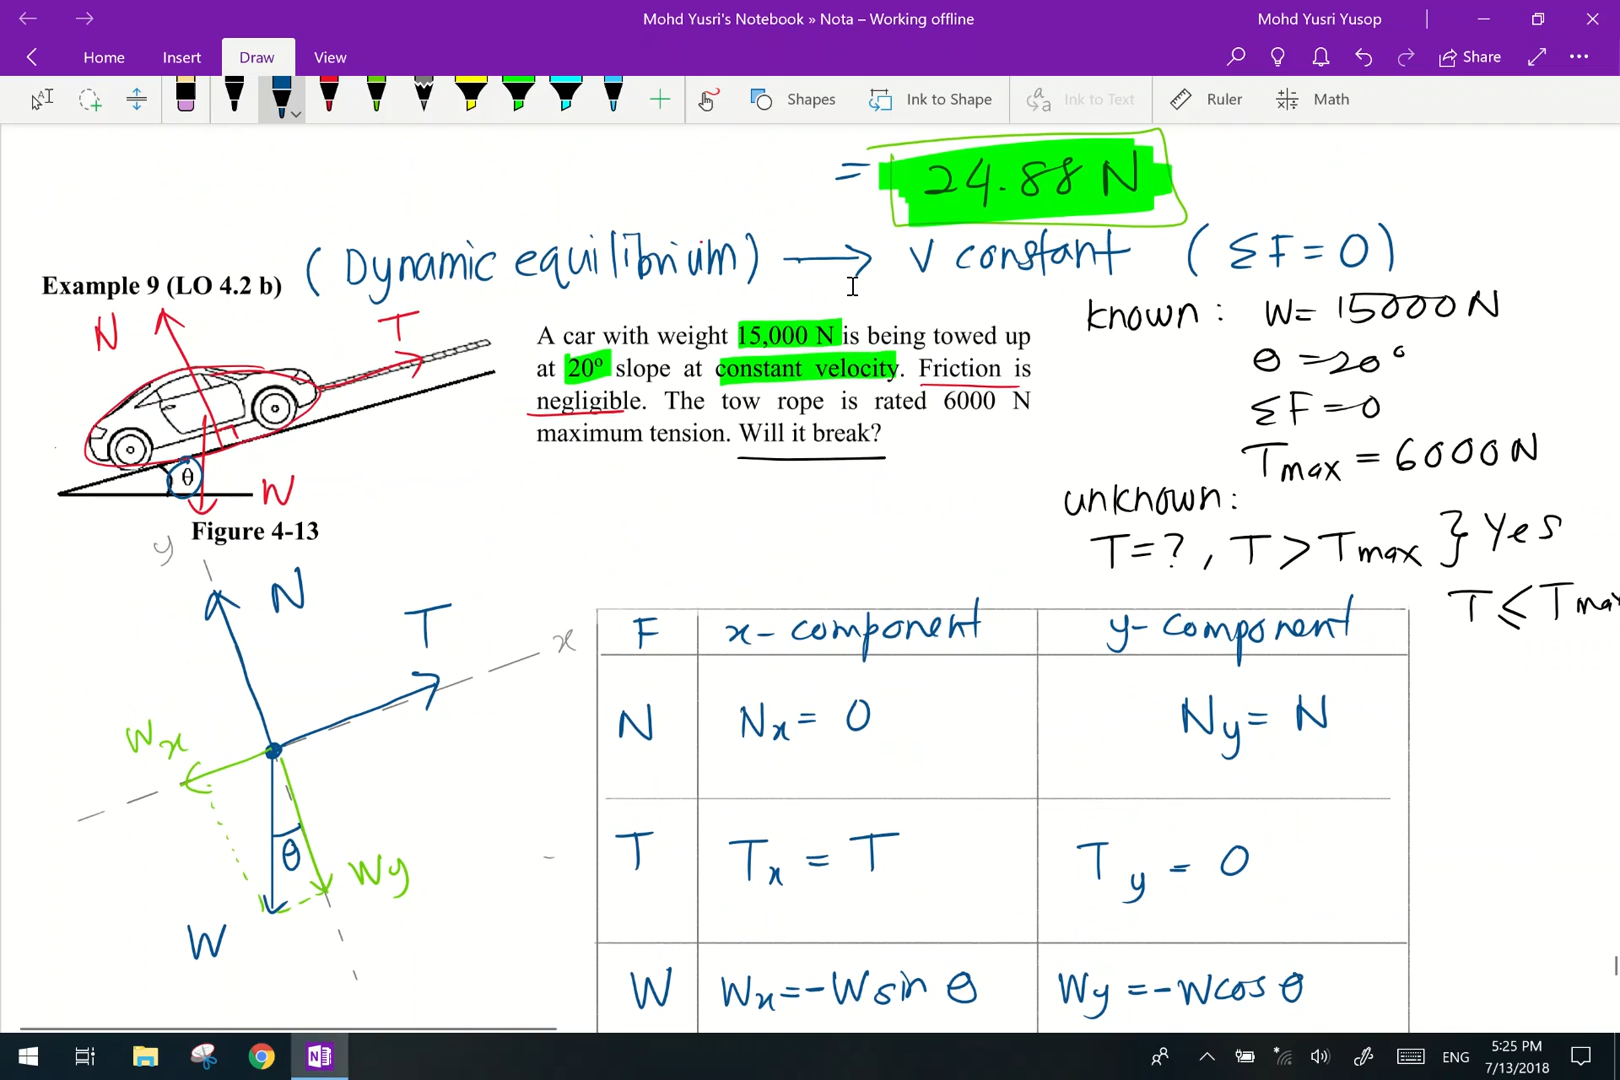 Mohd Yusri's Notebook » Nota – Working offline
Mohd Yusri Yusop
Home Insert Draw View
Share
Shapes
Ink to Shape
Ink to Text
Ruler
Math
= 24.88 N
(Dynamic equilibrium) → V constant (ΣF = 0)
Example 9 (LO 4.2 b)
N
T
θ
W
Figure 4-13
A car with weight 15,000 N is being towed up
at 20º slope at constant velocity. Friction is
negligible. The tow rope is rated 6000 N
maximum tension. Will it break?
known: W = 15000 N
θ = 20°
ΣF = 0
Tmax = 6000 N
unknown:
T = ? , T > Tmax } Yes
T ≤ Tmax
y
N
T
x
Wx
θ
Wy
W
F x-component y-component
N Nx = 0 Ny = N
T Tx = T Ty = 0
W Wx = -W sin θ Wy = -W cos θ
ENG
5:25 PM
7/13/2018